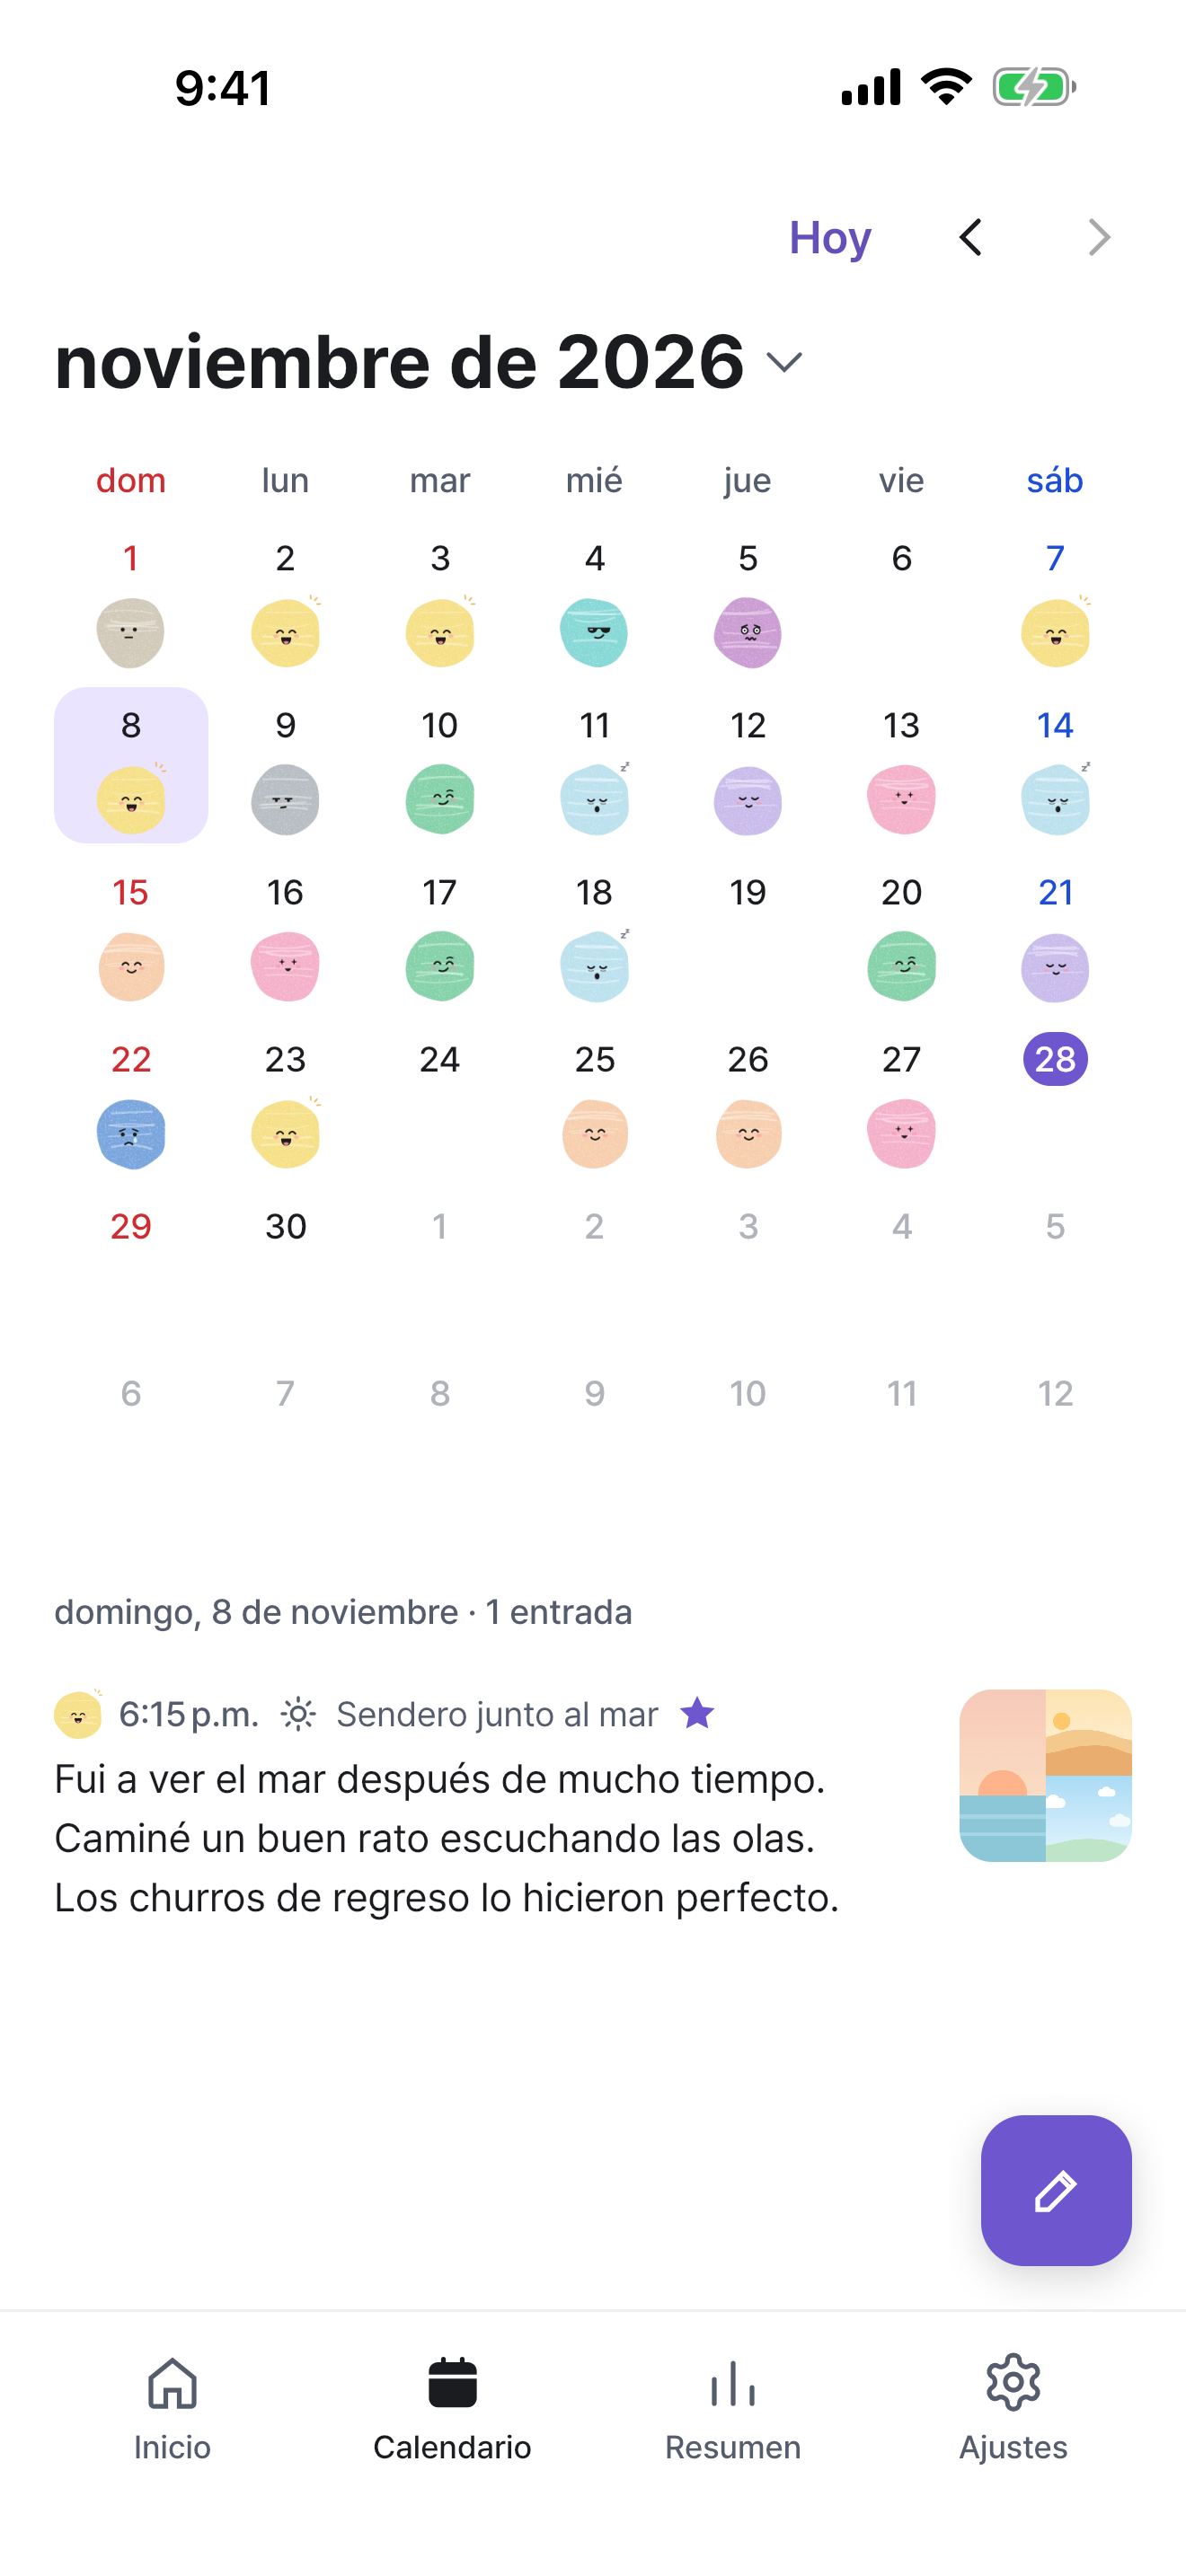 9:41
Hoy
noviembre de 2026
dom lun mar mié jue vie sáb
1 2 3 4 5 6 7
8 9 10 11 12 13 14
15 16 17 18 19 20 21
22 23 24 25 26 27 28
29 30 1 2 3 4 5
6 7 8 9 10 11 12
domingo, 8 de noviembre · 1 entrada
6:15 p.m. Sendero junto al mar
Fui a ver el mar después de mucho tiempo.
Caminé un buen rato escuchando las olas.
Los churros de regreso lo hicieron perfecto.
Inicio Calendario Resumen Ajustes